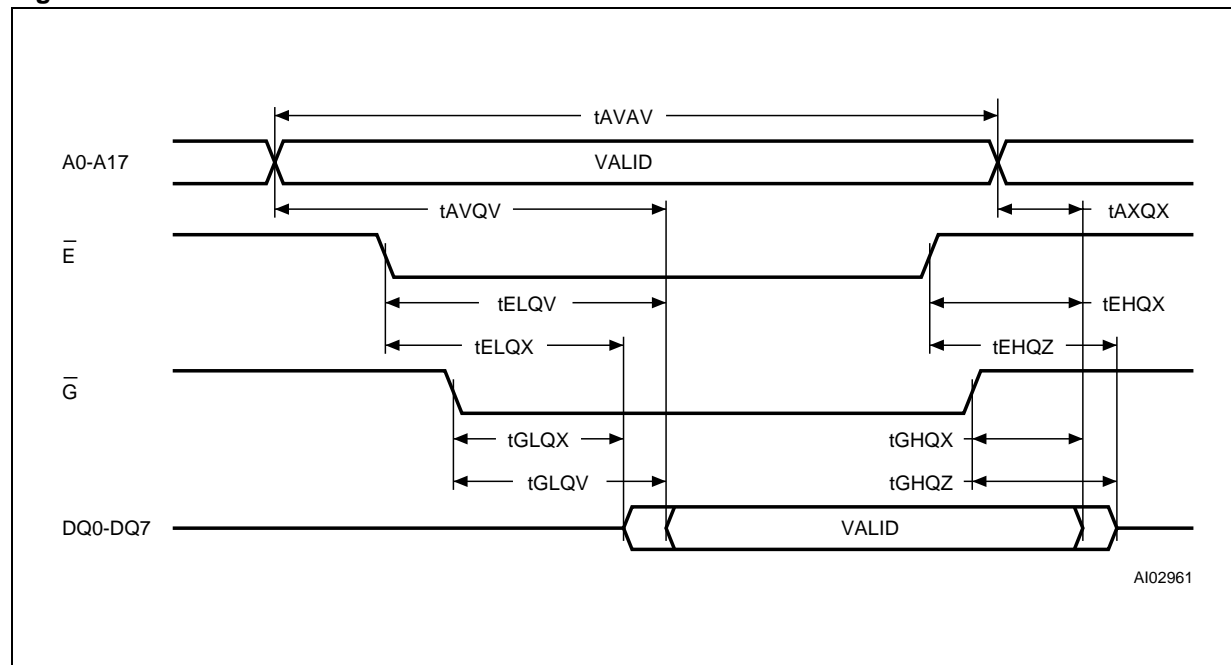 tAVAV
A0-A17
VALID
tAVQV
tAXQX
E
tELQV
tEHQX
tELQX
tEHQZ
G
tGLQX
tGHQX
tGLQV
tGHQZ
DQ0-DQ7
VALID
AI02961